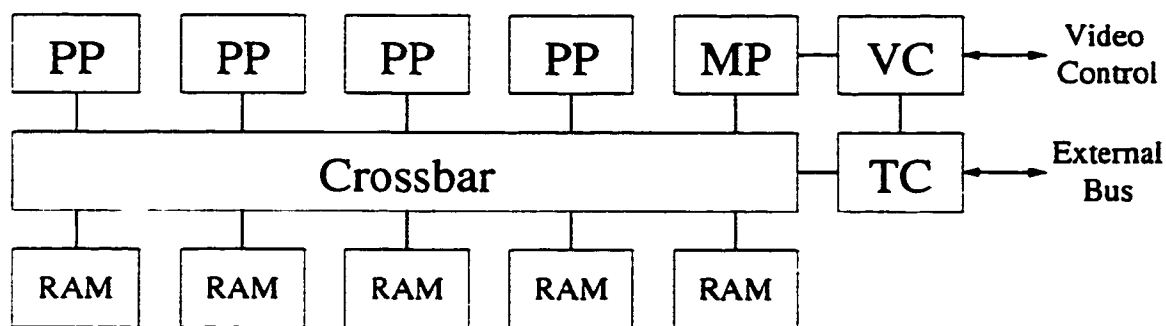 PP PP PP PP MP VC Video
Control
Crossbar TC External
Bus
RAM RAM RAM RAM RAM